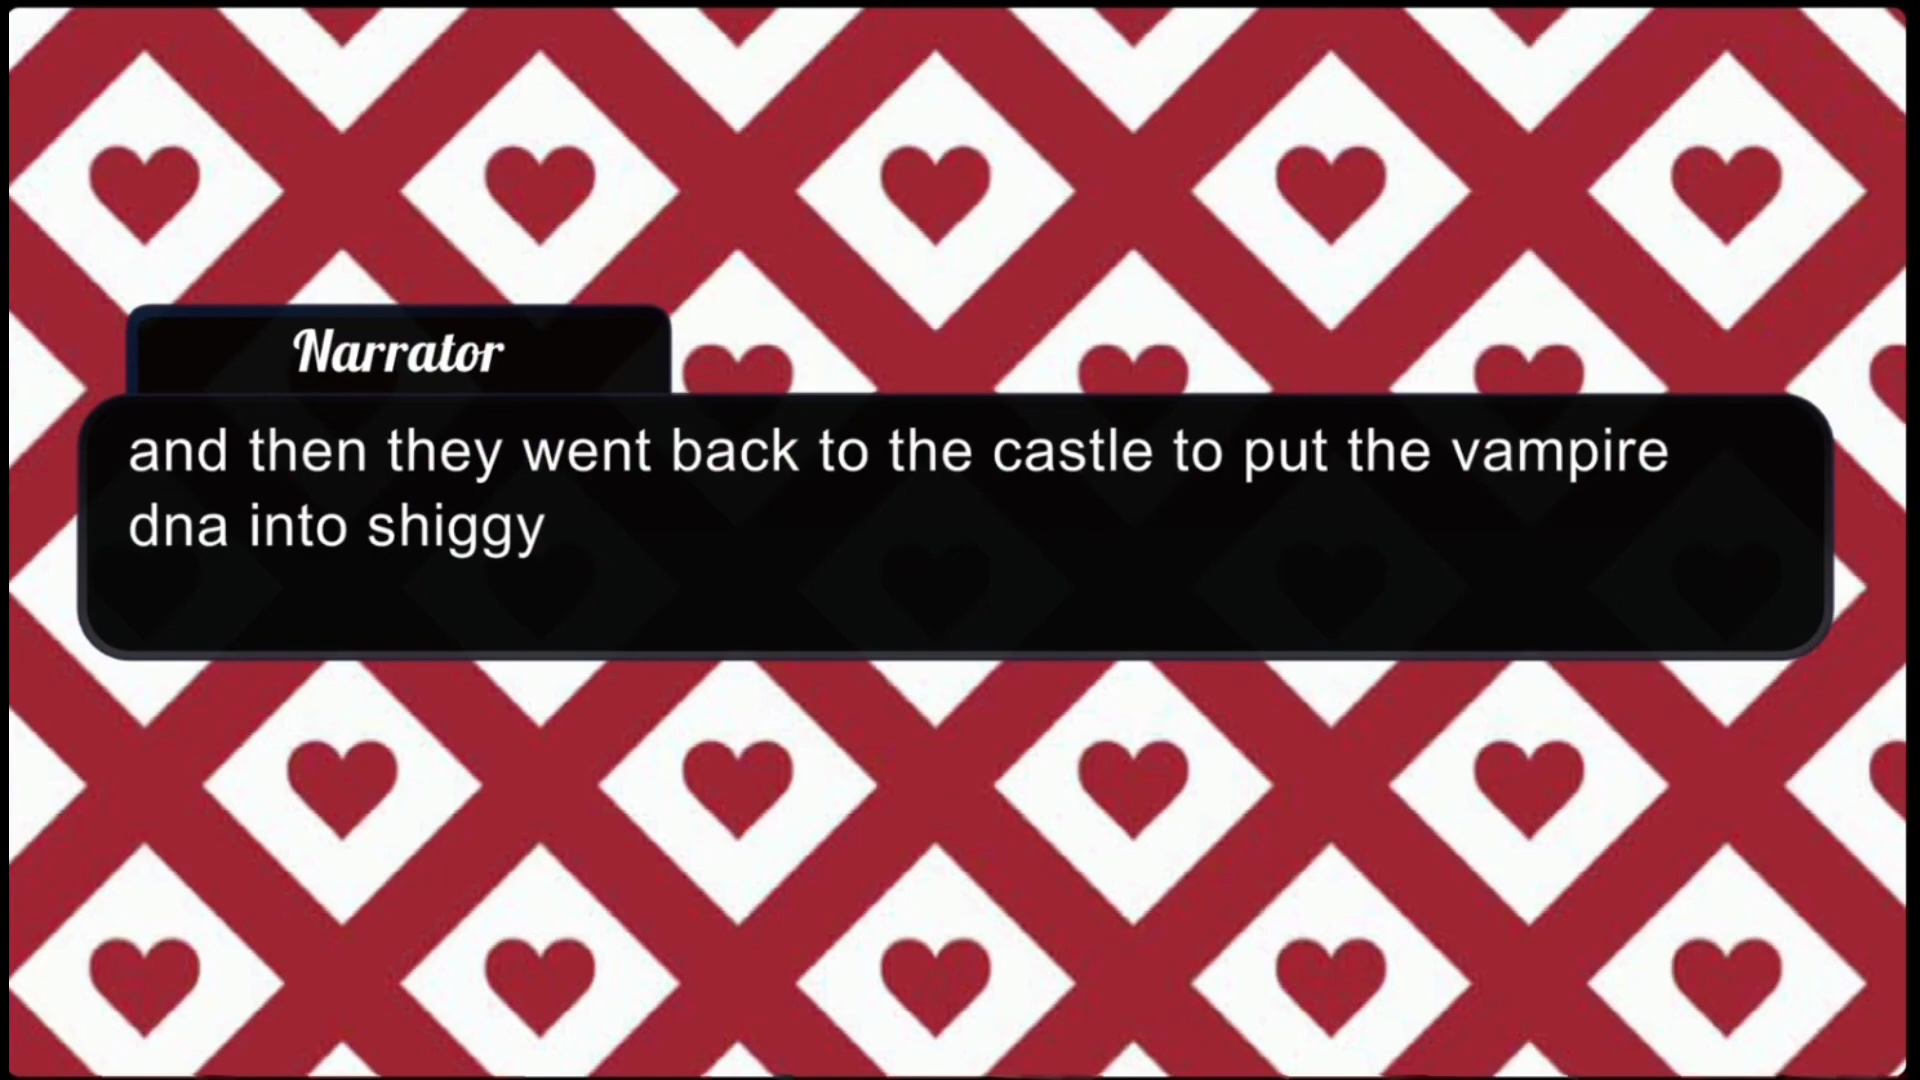 Narrator
and then they went back to the castle to put the vampire
dna into shiggy